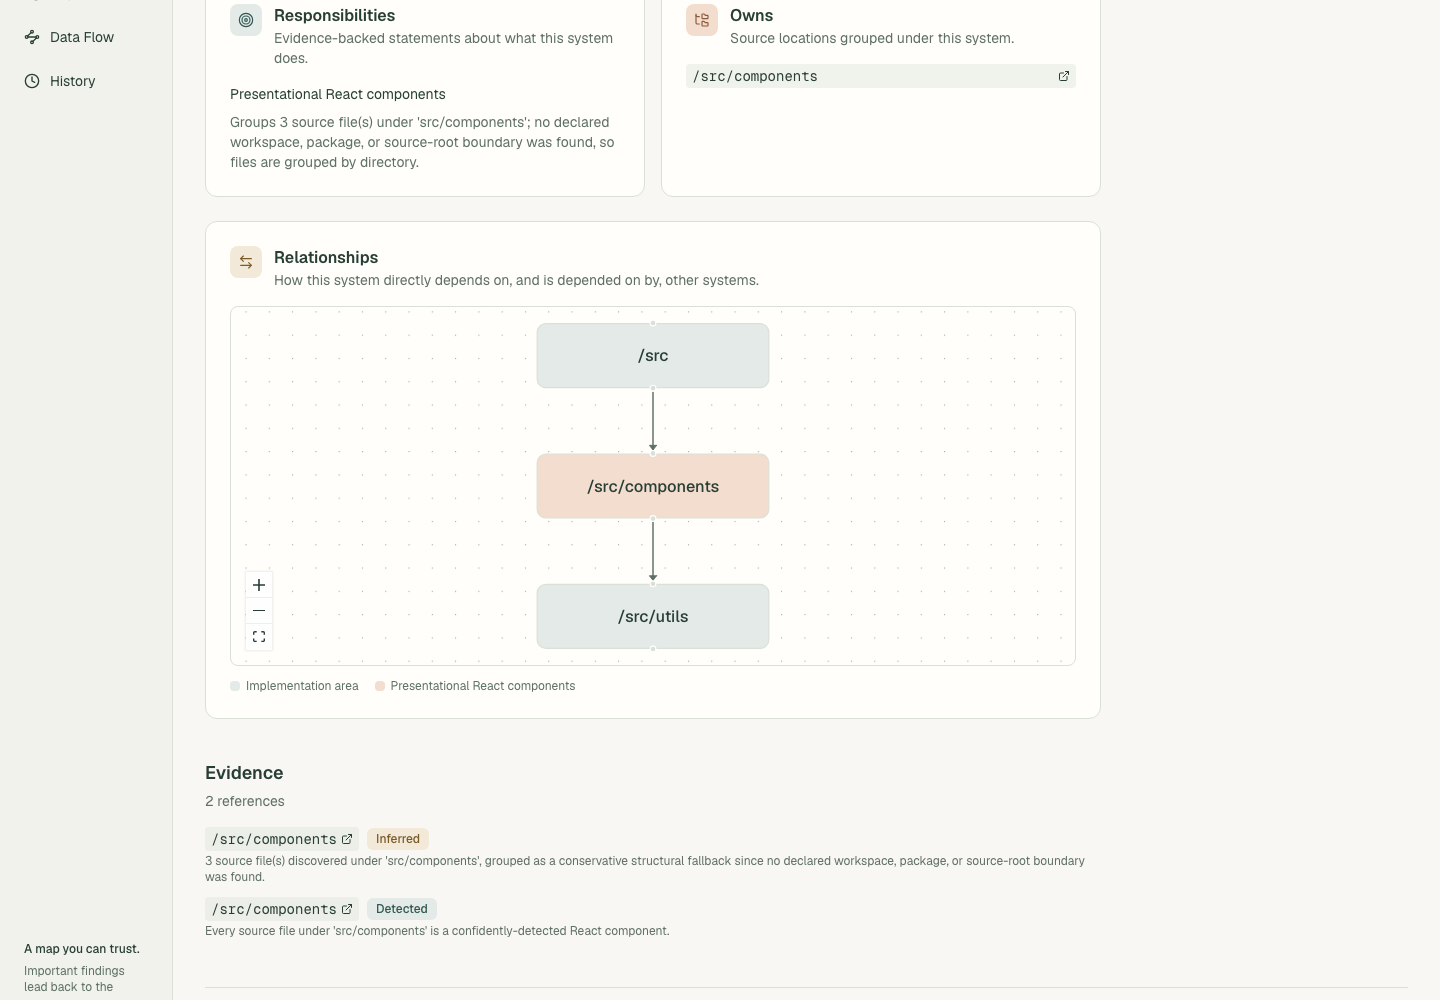 Data Flow
History
Responsibilities
Evidence-backed statements about what this system
does.
Presentational React components
Groups 3 source file(s) under 'src/components'; no declared
workspace, package, or source-root boundary was found, so
files are grouped by directory.
Owns
Source locations grouped under this system.
/src/components
Relationships
How this system directly depends on, and is depended on by, other systems.
/src
/src/components
/src/utils
Implementation area
Presentational React components
Evidence
2 references
/src/components Inferred
3 source file(s) discovered under 'src/components', grouped as a conservative structural fallback since no declared workspace, package, or source-root boundary
was found.
/src/components Detected
Every source file under 'src/components' is a confidently-detected React component.
A map you can trust.
Important findings
lead back to the